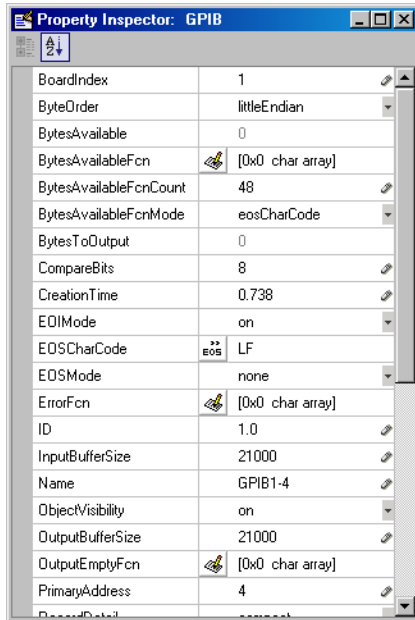 Property Inspector: GPIB
A
Z
BoardIndex 1
ByteOrder littleEndian
BytesAvailable 0
BytesAvailableFcn [0x0 char array]
BytesAvailableFcnCount 48
BytesAvailableFcnMode eosCharCode
BytesToOutput 0
CompareBits 8
CreationTime 0.738
EOIMode on
EOSCharCode EOS LF
EOSMode none
ErrorFcn [0x0 char array]
ID 1.0
InputBufferSize 21000
Name GPIB1-4
ObjectVisibility on
OutputBufferSize 21000
OutputEmptyFcn [0x0 char array]
PrimaryAddress 4
RecordDetail compact